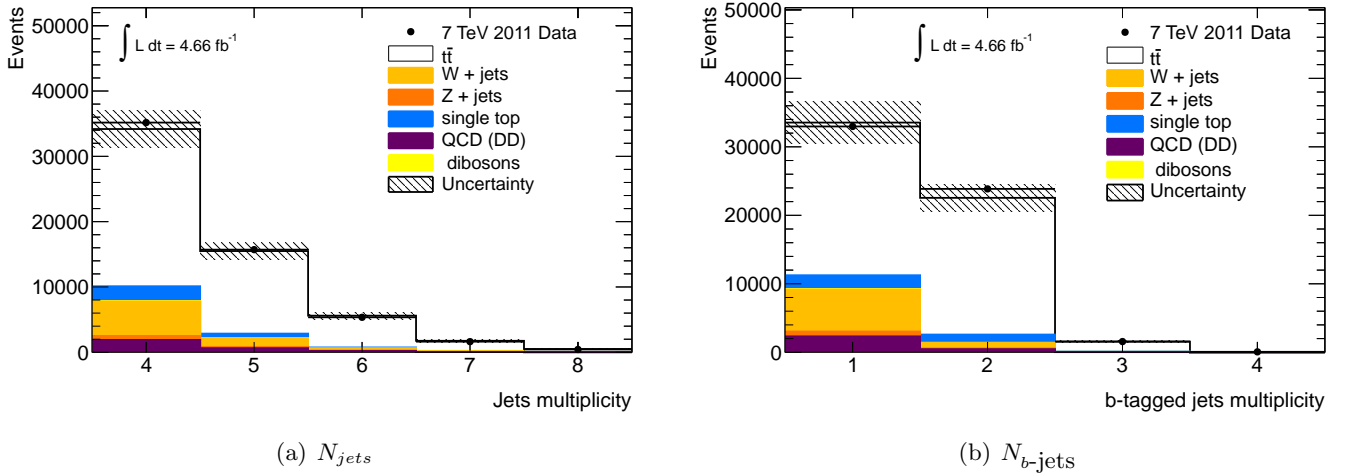 Events
50000
40000
30000
20000
10000
0
∫ L dt = 4.66 fb⁻¹
7 TeV 2011 Data
tt̄
W + jets
Z + jets
single top
QCD (DD)
dibosons
Uncertainty
4 5 6 7 8
Jets multiplicity
(a) N_jets
Events
50000
40000
30000
20000
10000
0
∫ L dt = 4.66 fb⁻¹
7 TeV 2011 Data
tt̄
W + jets
Z + jets
single top
QCD (DD)
dibosons
Uncertainty
1 2 3 4
b-tagged jets multiplicity
(b) N_b-jets